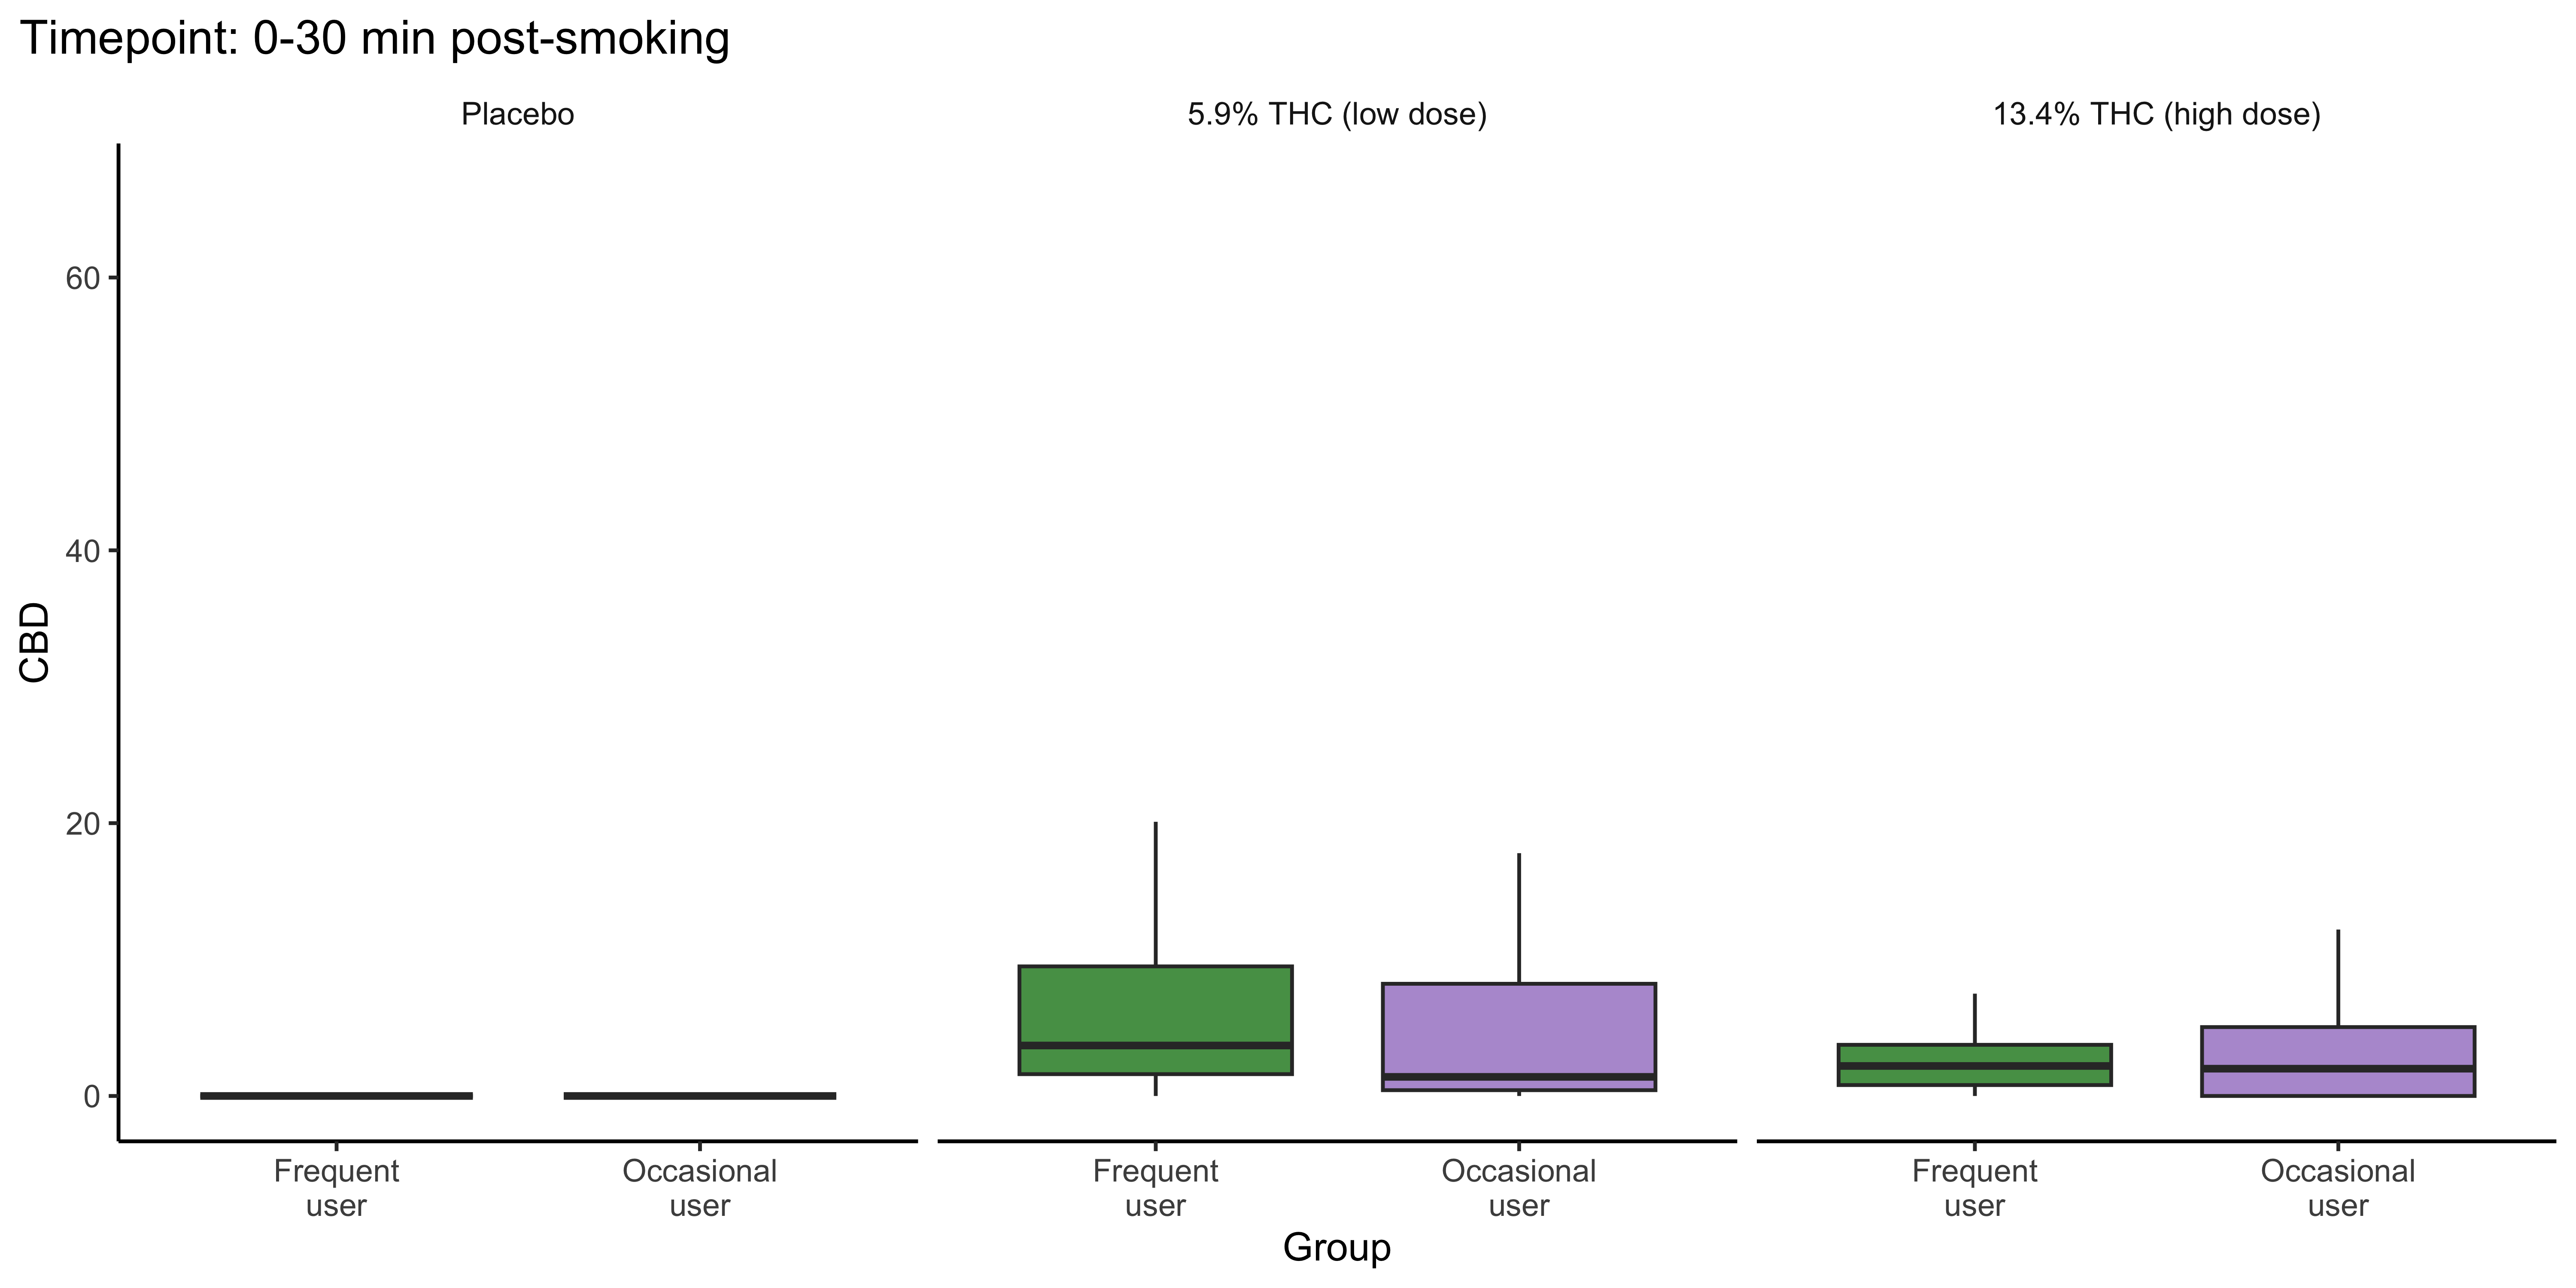 Timepoint: 0-30 min post-smoking
Placebo
5.9% THC (low dose)
13.4% THC (high dose)
60
40
20
0
CBD
Frequent
user
Occasional
user
Frequent
user
Occasional
user
Frequent
user
Occasional
user
Group